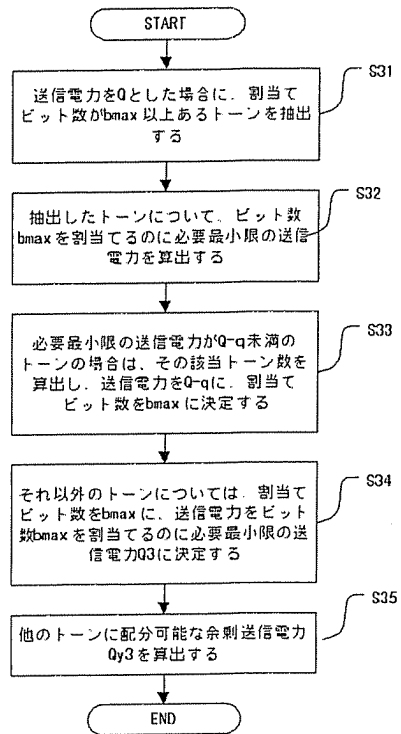 START
S31
送信電力をQとした場合に、割当て
ビット数がbmax以上あるトーンを抽出
する
S32
抽出したトーンについて、ビット数
bmaxを割当てるのに必要最小限の送信
電力を算出する
S33
必要最小限の送信電力がQ-q未満の
トーンの場合は、その該当トーン数を
算出し、送信電力をQ-qに、割当て
ビット数をbmaxに決定する
S34
それ以外のトーンについては、割当て
ビット数をbmaxに、送信電力をビット
数bmaxを割当てるのに必要最小限の送
信電力Q3に決定する
S35
他のトーンに配分可能な余剰送信電力
Qy3を算出する
END